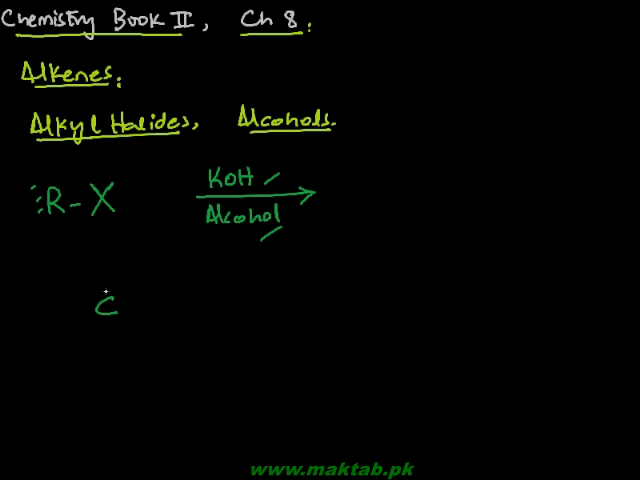 Chemistry Book II, Ch 8:
Alkenes:
Alkyl Halides, Alcohols.
R - X KOH
Alcohol
C
www.maktab.pk